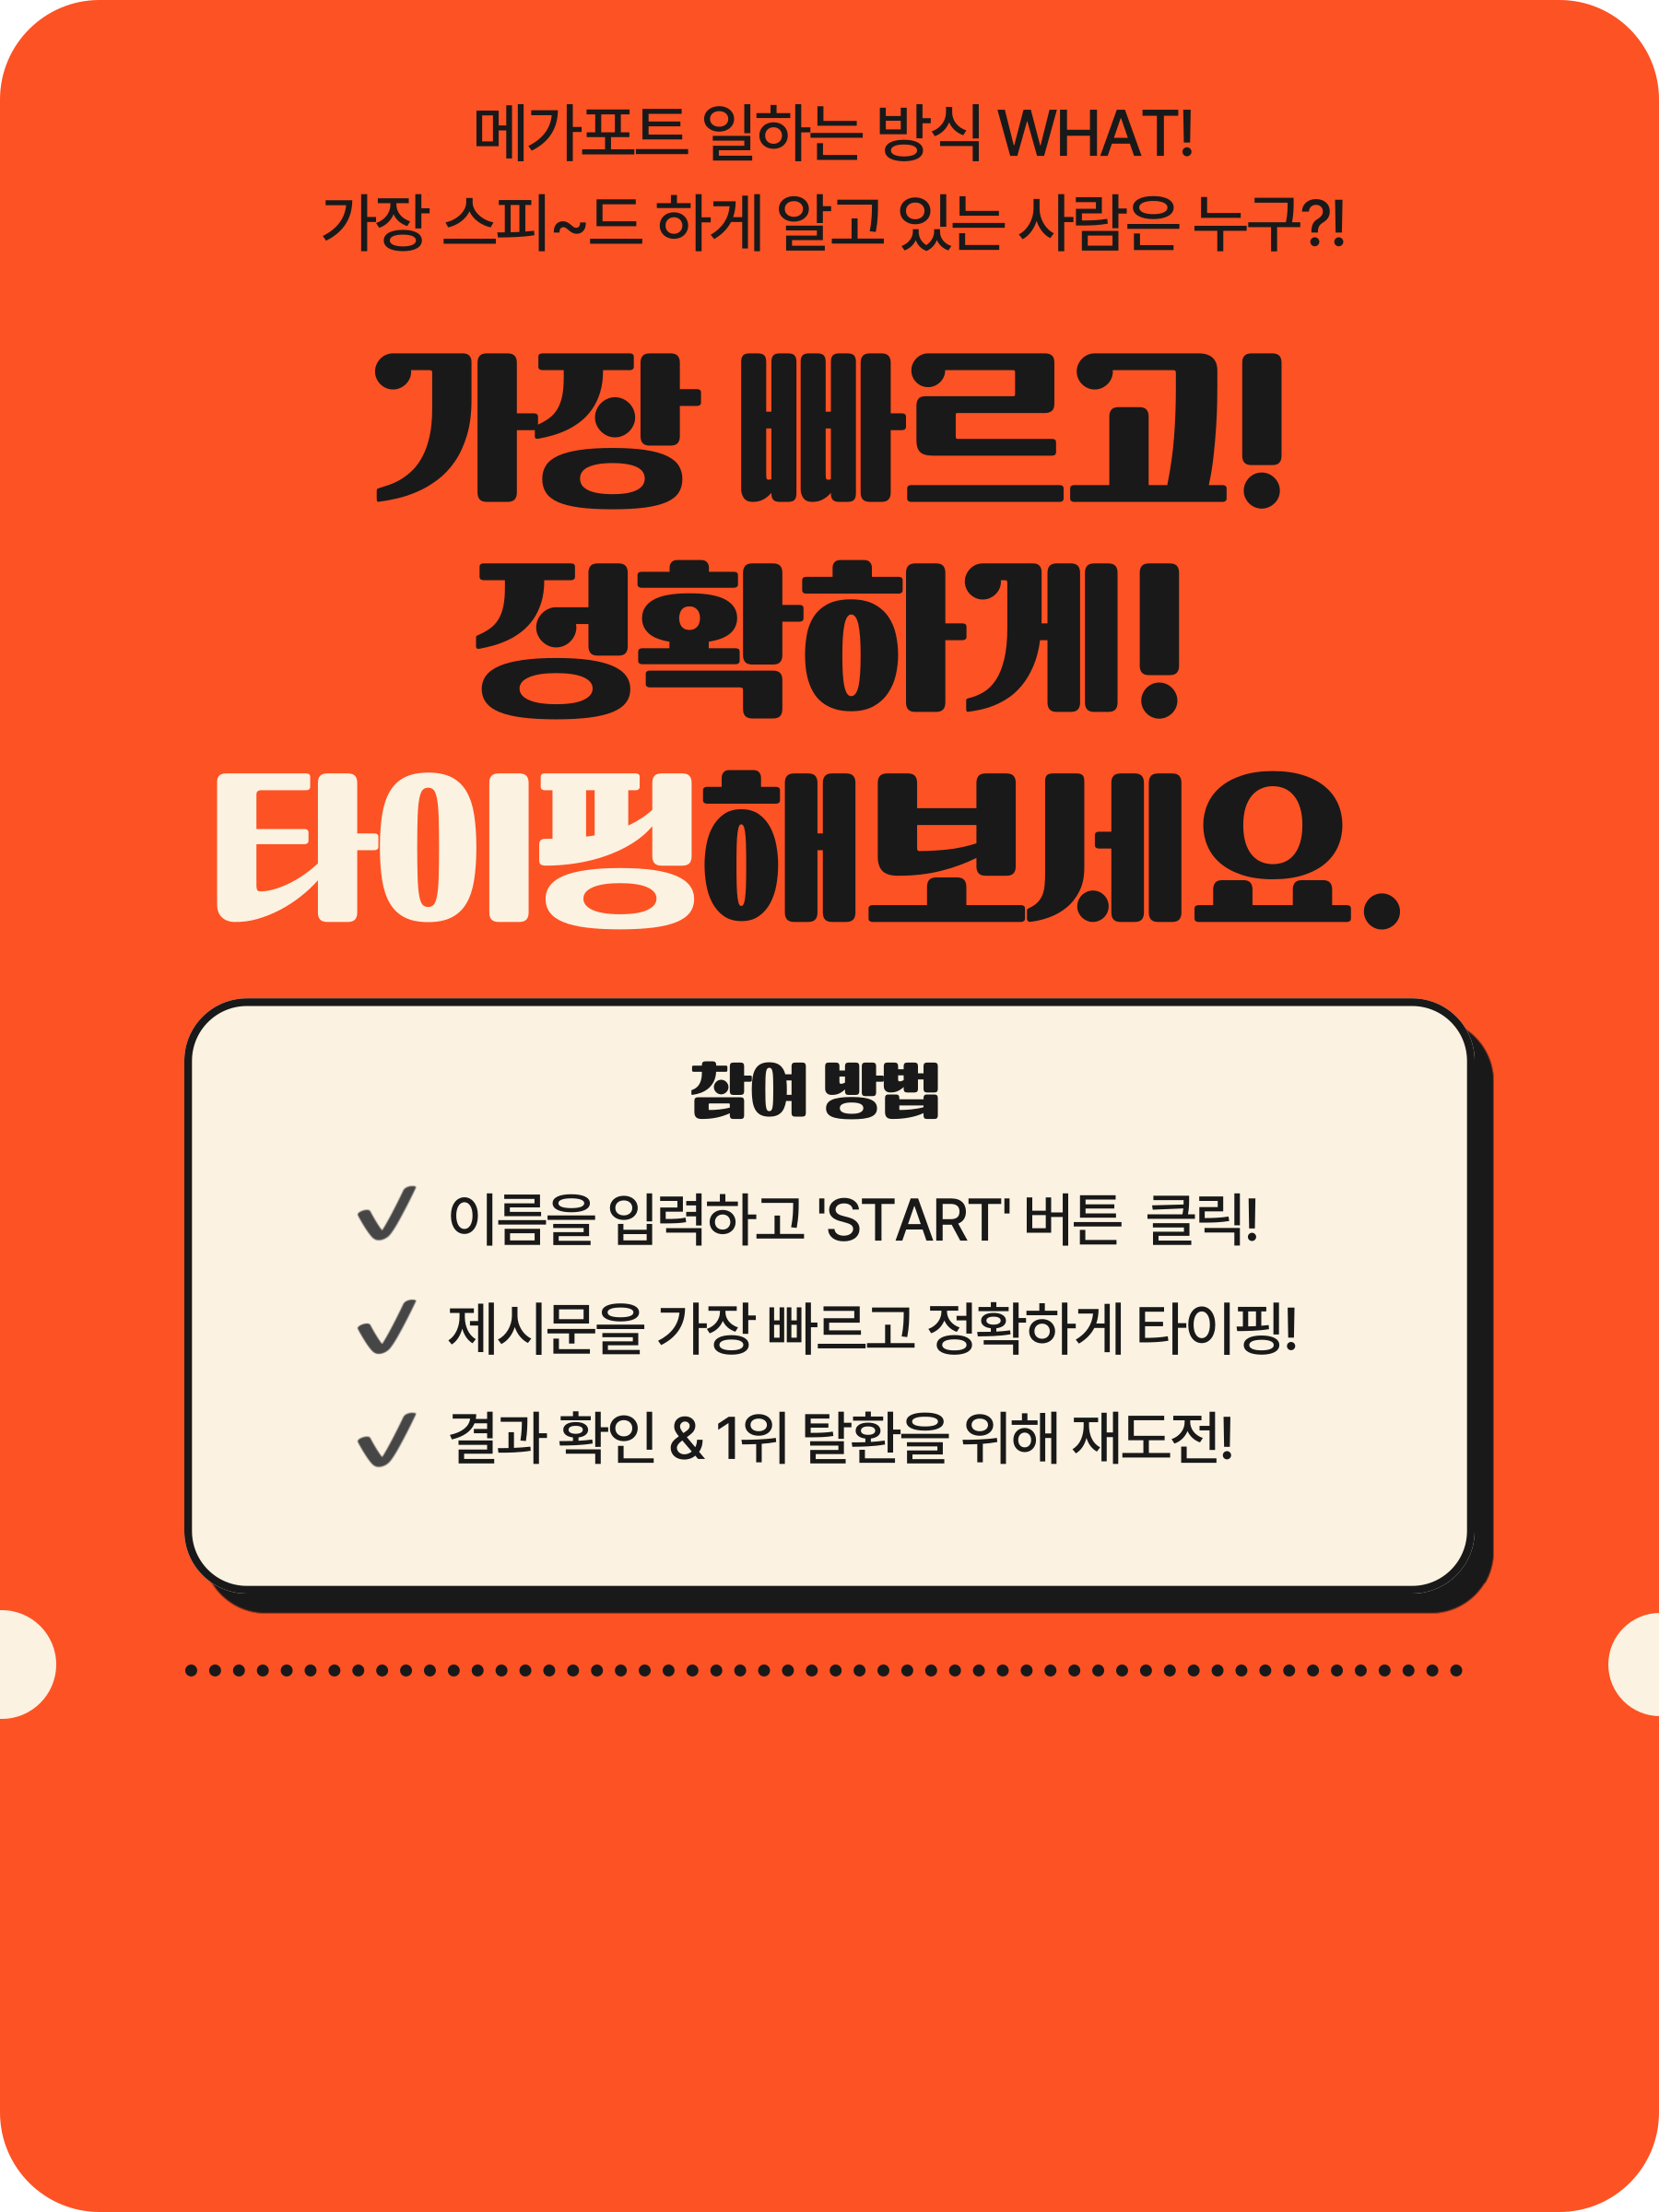 메가포트 일하는 방식 WHAT!
가장 스피~드 하게 알고 있는 사람은 누구?!
가장 빠르고!
정확하게!
타이핑해보세요.
참여 방법
이름을 입력하고 'START' 버튼 클릭!
제시문을 가장 빠르고 정확하게 타이핑!
결과 확인 & 1위 탈환을 위해 재도전!